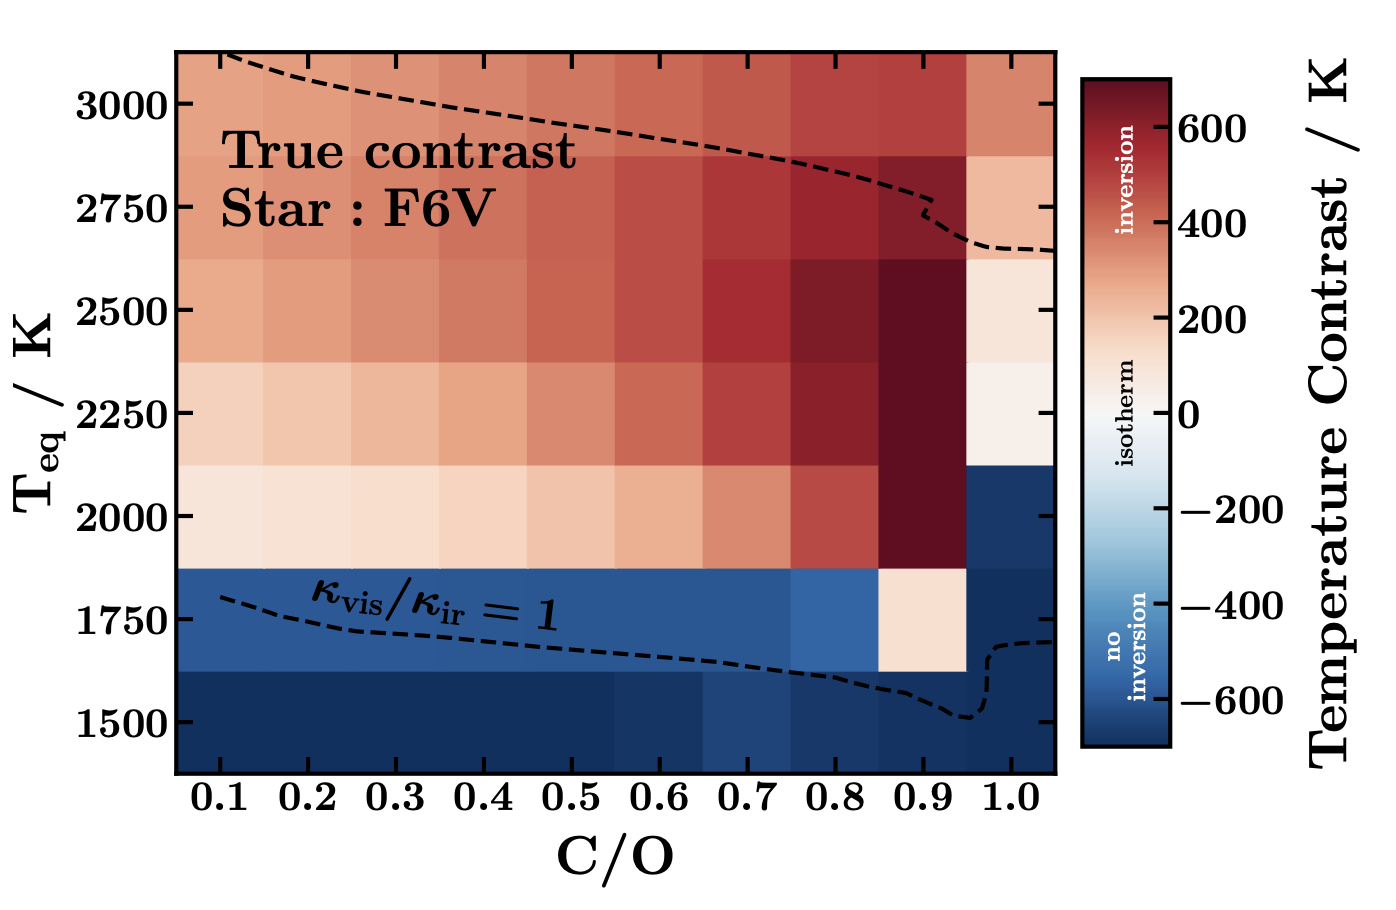 3000
2750
2500
2250
2000
1750
1500
T_eq / K
True contrast
Star : F6V
κ_vis/κ_ir = 1
0.1 0.2 0.3 0.4 0.5 0.6 0.7 0.8 0.9 1.0
C/O
inversion
isotherm
no
inversion
600
400
200
0
−200
−400
−600
Temperature Contrast / K